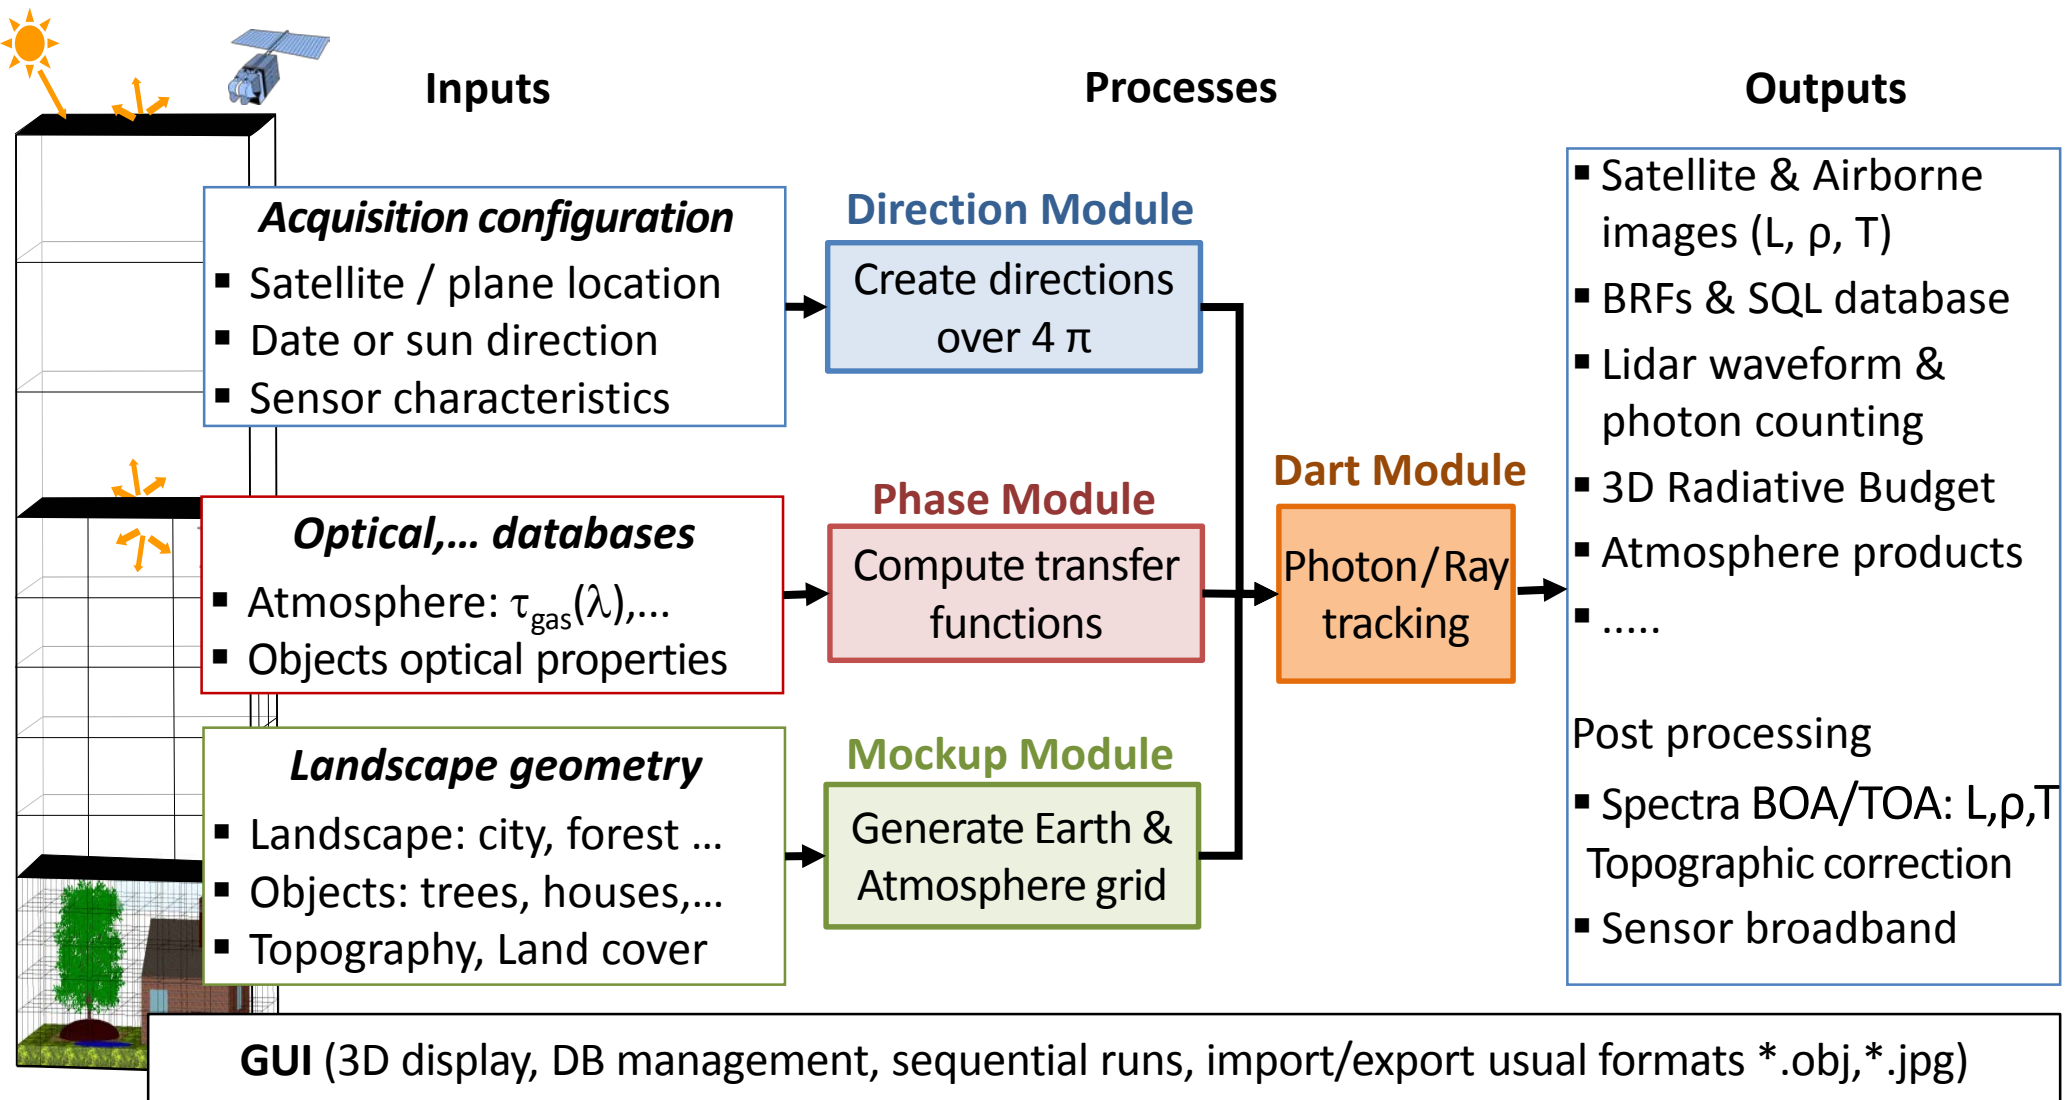 Inputs
Processes
Outputs
Acquisition configuration
▪ Satellite / plane location
▪ Date or sun direction
▪ Sensor characteristics
Direction Module
Create directions
over 4 π
Optical,... databases
▪ Atmosphere: τgas(λ),...
▪ Objects optical properties
Phase Module
Compute transfer
functions
Landscape geometry
▪ Landscape: city, forest ...
▪ Objects: trees, houses,...
▪ Topography, Land cover
Mockup Module
Generate Earth &
Atmosphere grid
Dart Module
Photon/Ray
tracking
▪ Satellite & Airborne
images (L, ρ, T)
▪ BRFs & SQL database
▪ Lidar waveform &
photon counting
▪ 3D Radiative Budget
▪ Atmosphere products
▪ .....
Post processing
▪ Spectra BOA/TOA: L,ρ,T
Topographic correction
▪ Sensor broadband
GUI (3D display, DB management, sequential runs, import/export usual formats *.obj,*.jpg)